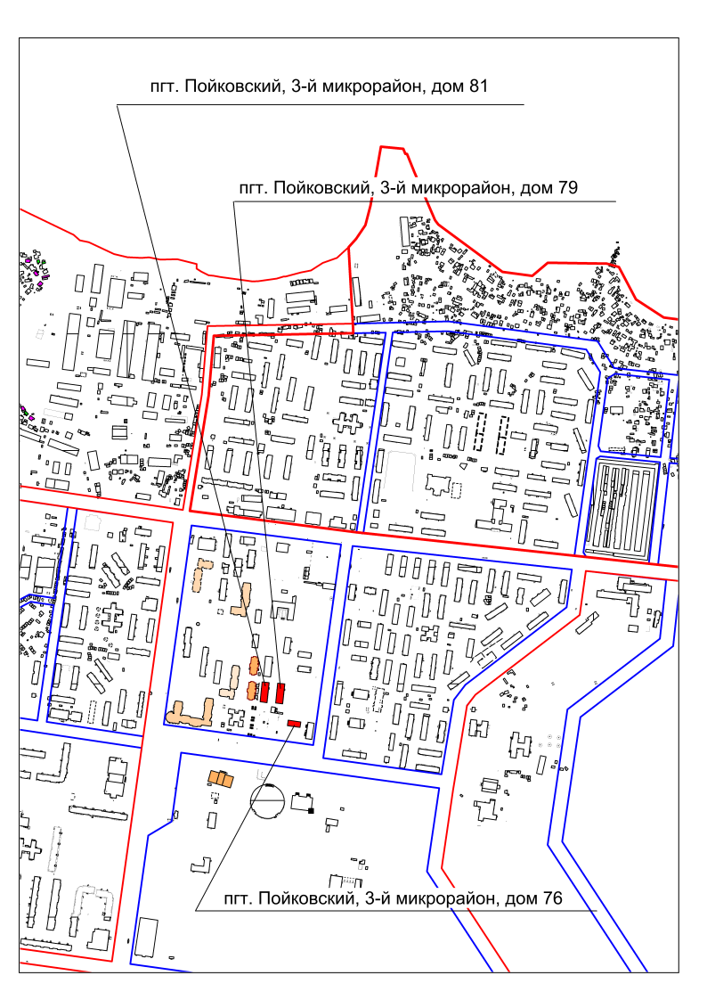 пгт. Пойковский, 3-й микрорайон, дом 81
пгт. Пойковский, 3-й микрорайон, дом 79
пгт. Пойковский, 3-й микрорайон, дом 76